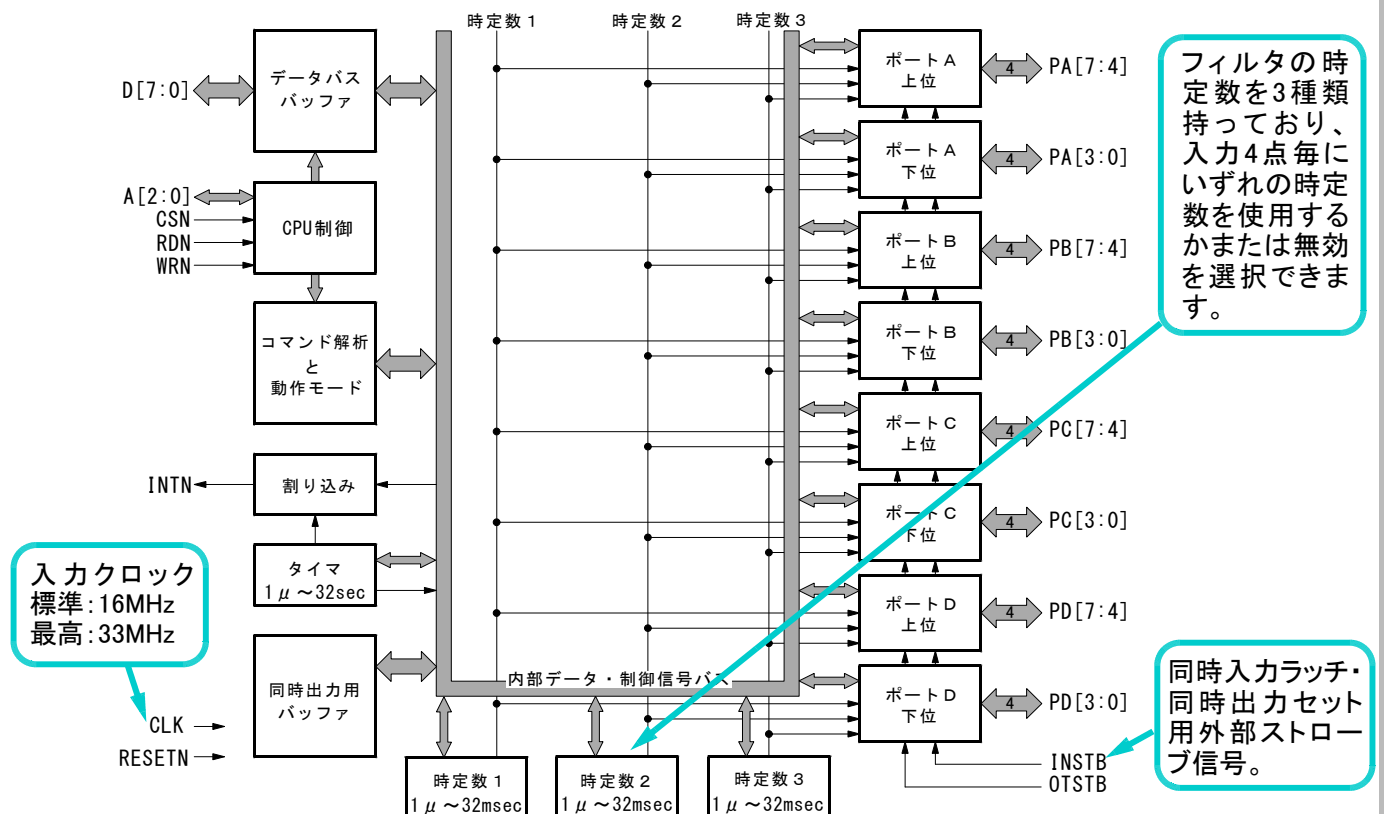 時定数1
時定数2
時定数3
データバス
バッファ
D[7:0]
A[2:0]
CSN
RDN
WRN
CPU制御
コマンド解析
と
動作モード
INTN
割り込み
タイマ
1μ～32sec
入力クロック
標準:16MHz
最高:33MHz
同時出力用
バッファ
CLK
RESETN
内部データ・制御信号バス
時定数1
1μ～32msec
時定数2
1μ～32msec
時定数3
1μ～32msec
ポートA
上位
4
PA[7:4]
ポートA
下位
4
PA[3:0]
ポートB
上位
4
PB[7:4]
ポートB
下位
4
PB[3:0]
ポートC
上位
4
PC[7:4]
ポートC
下位
4
PC[3:0]
ポートD
上位
4
PD[7:4]
ポートD
下位
4
PD[3:0]
INSTB
OTSTB
フィルタの時
定数を3種類
持っており、
入力4点毎に
いずれの時定
数を使用する
かまたは無効
を選択できま
す。
同時入力ラッチ・
同時出力セット
用外部ストロー
ブ信号。